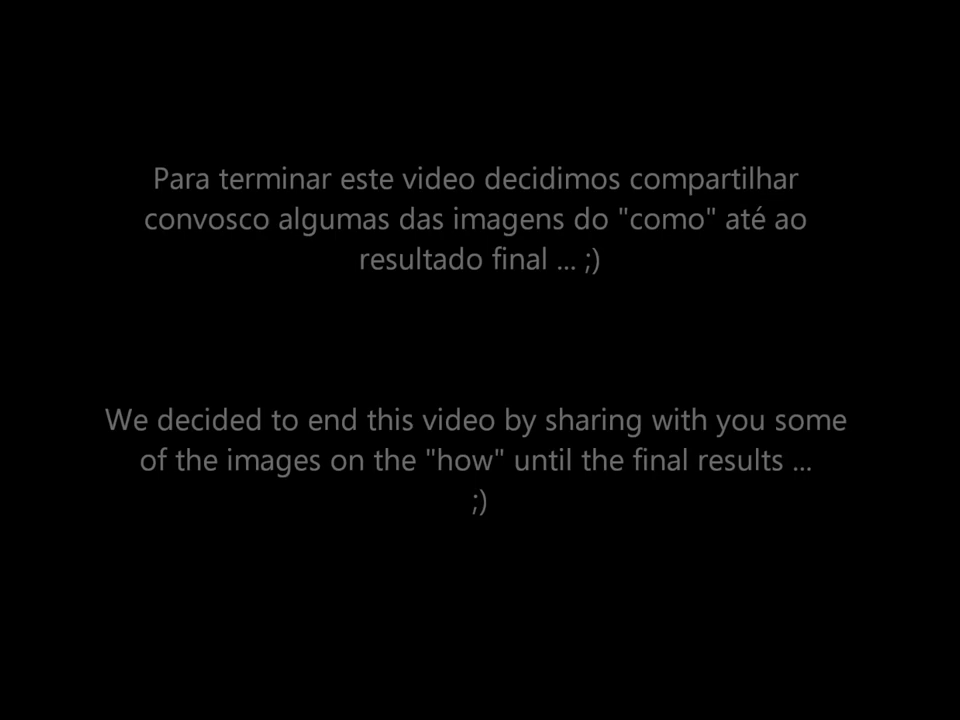 Para terminar este video decidimos compartilhar
convosco algumas das imagens do "como" até ao
resultado final ... ;)
We decided to end this video by sharing with you some
of the images on the "how" until the final results ...
;)